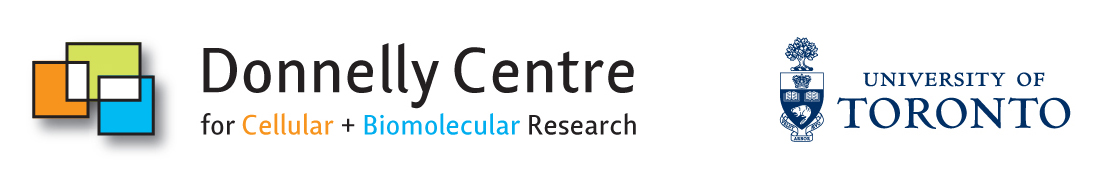 Donnelly Centre
for Cellular + Biomolecular Research
UNIVERSITY OF
TORONTO